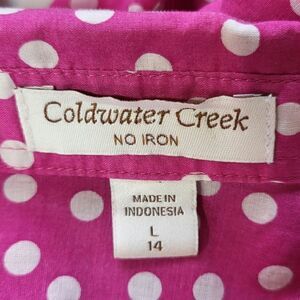 Coldwater Creek
NO IRON
MADE IN
INDONESIA
L
14